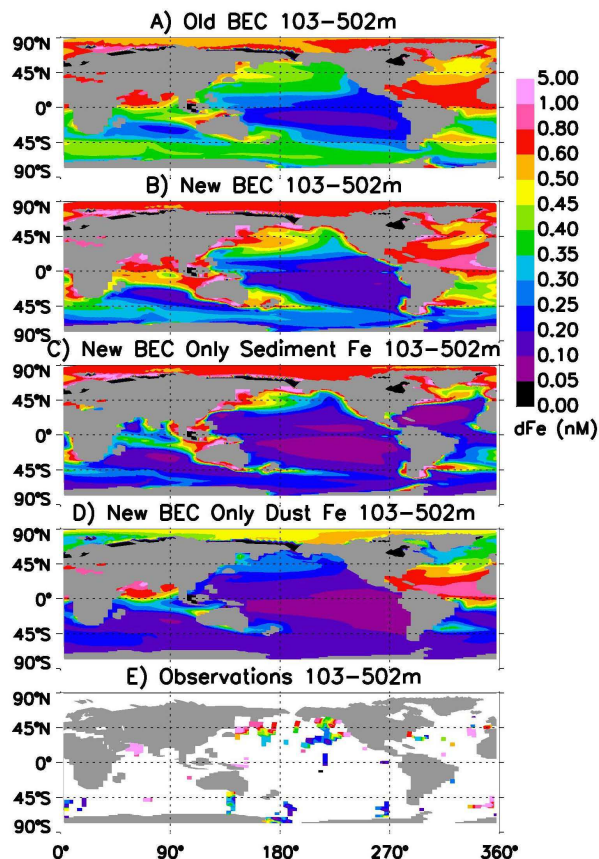 A) Old BEC 103-502m
90°N
45°N
0°
45°S
90°S
B) New BEC 103-502m
90°N
45°N
0°
45°S
90°S
C) New BEC Only Sediment Fe 103-502m
90°N
45°N
0°
45°S
90°S
D) New BEC Only Dust Fe 103-502m
90°N
45°N
0°
45°S
90°S
E) Observations 103-502m
90°N
45°N
0°
45°S
90°S
0° 90° 180° 270° 360°
5.00
1.00
0.80
0.60
0.50
0.45
0.40
0.35
0.30
0.25
0.20
0.10
0.05
0.00
dFe (nM)